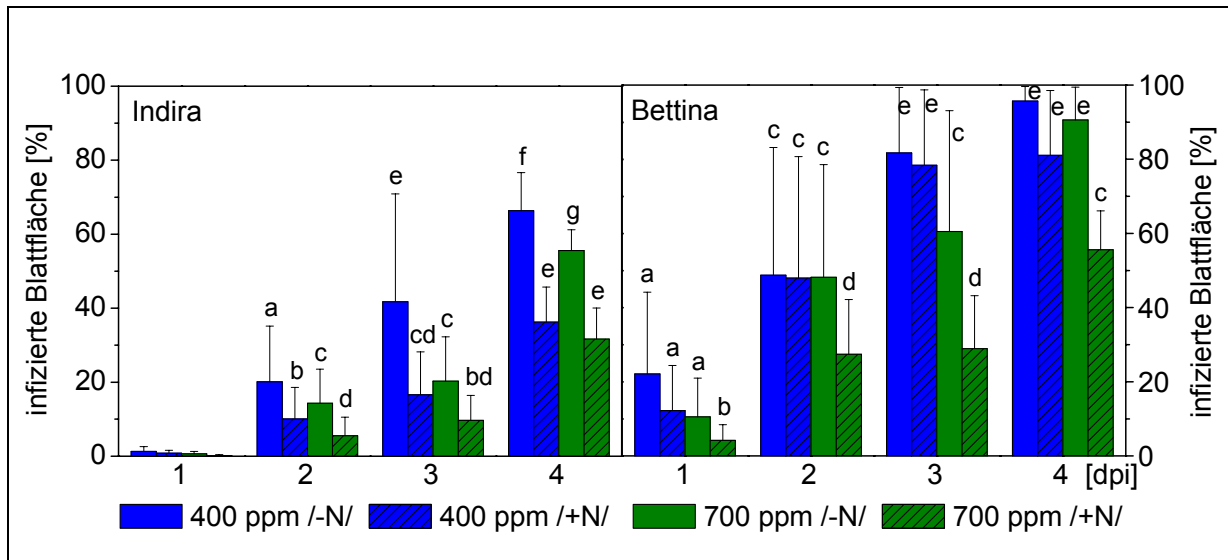 Indira
Bettina
infizierte Blattfläche [%]
infizierte Blattfläche [%]
100
80
60
40
20
0
100
80
60
40
20
0
a
b
c
d
e
cd
c
bd
f
e
g
e
a
a
a
b
c
c
c
d
e
e
c
d
e
e
e
c
1
2
3
4
1
2
3
4
[dpi]
400 ppm /-N/
400 ppm /+N/
700 ppm /-N/
700 ppm /+N/